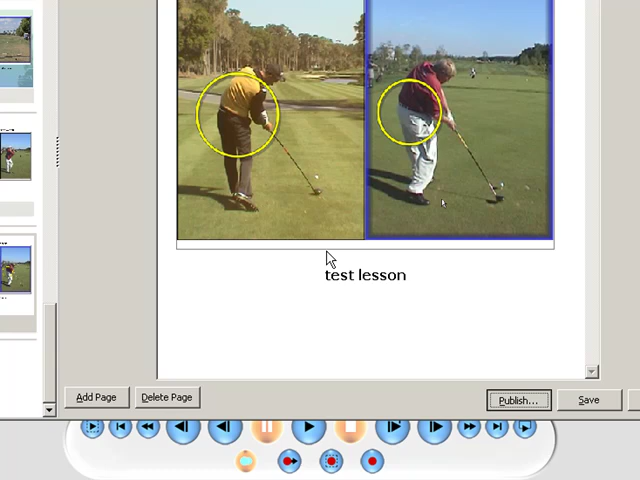 test lesson
Add Page
Delete Page
Publish...
Save